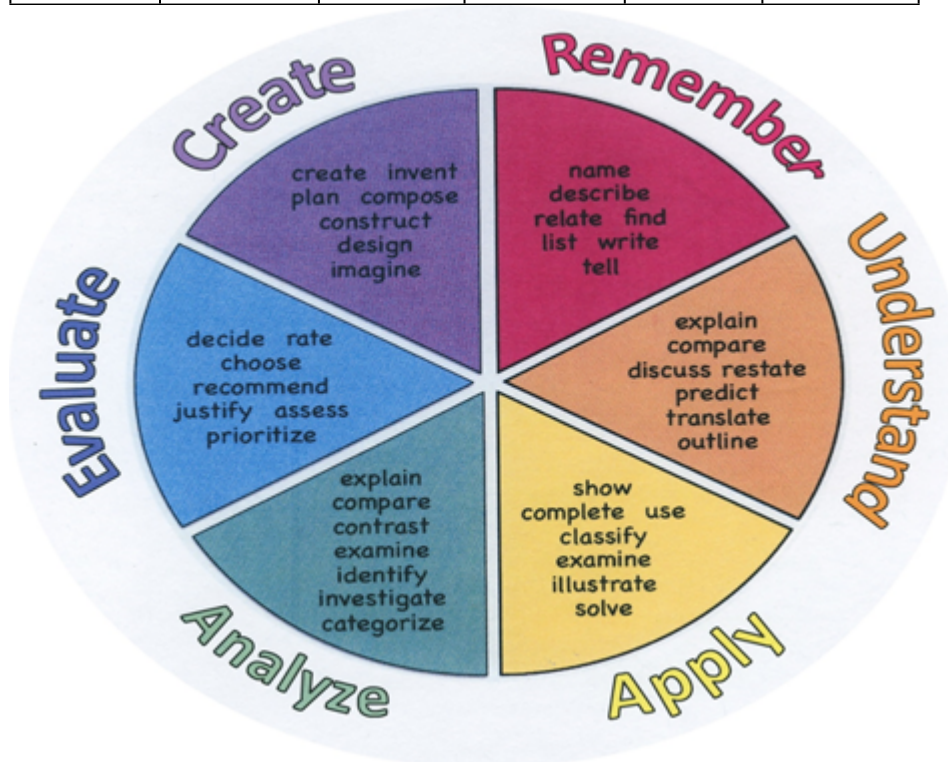 Remember
name
describe
relate find
list write
tell
Understand
explain
compare
discuss restate
predict
translate
outline
Apply
show
complete use
classify
examine
illustrate
solve
Analyze
explain
compare
contrast
examine
identify
investigate
categorize
Evaluate
decide rate
choose
recommend
justify assess
prioritize
Create
create invent
plan compose
construct
design
imagine